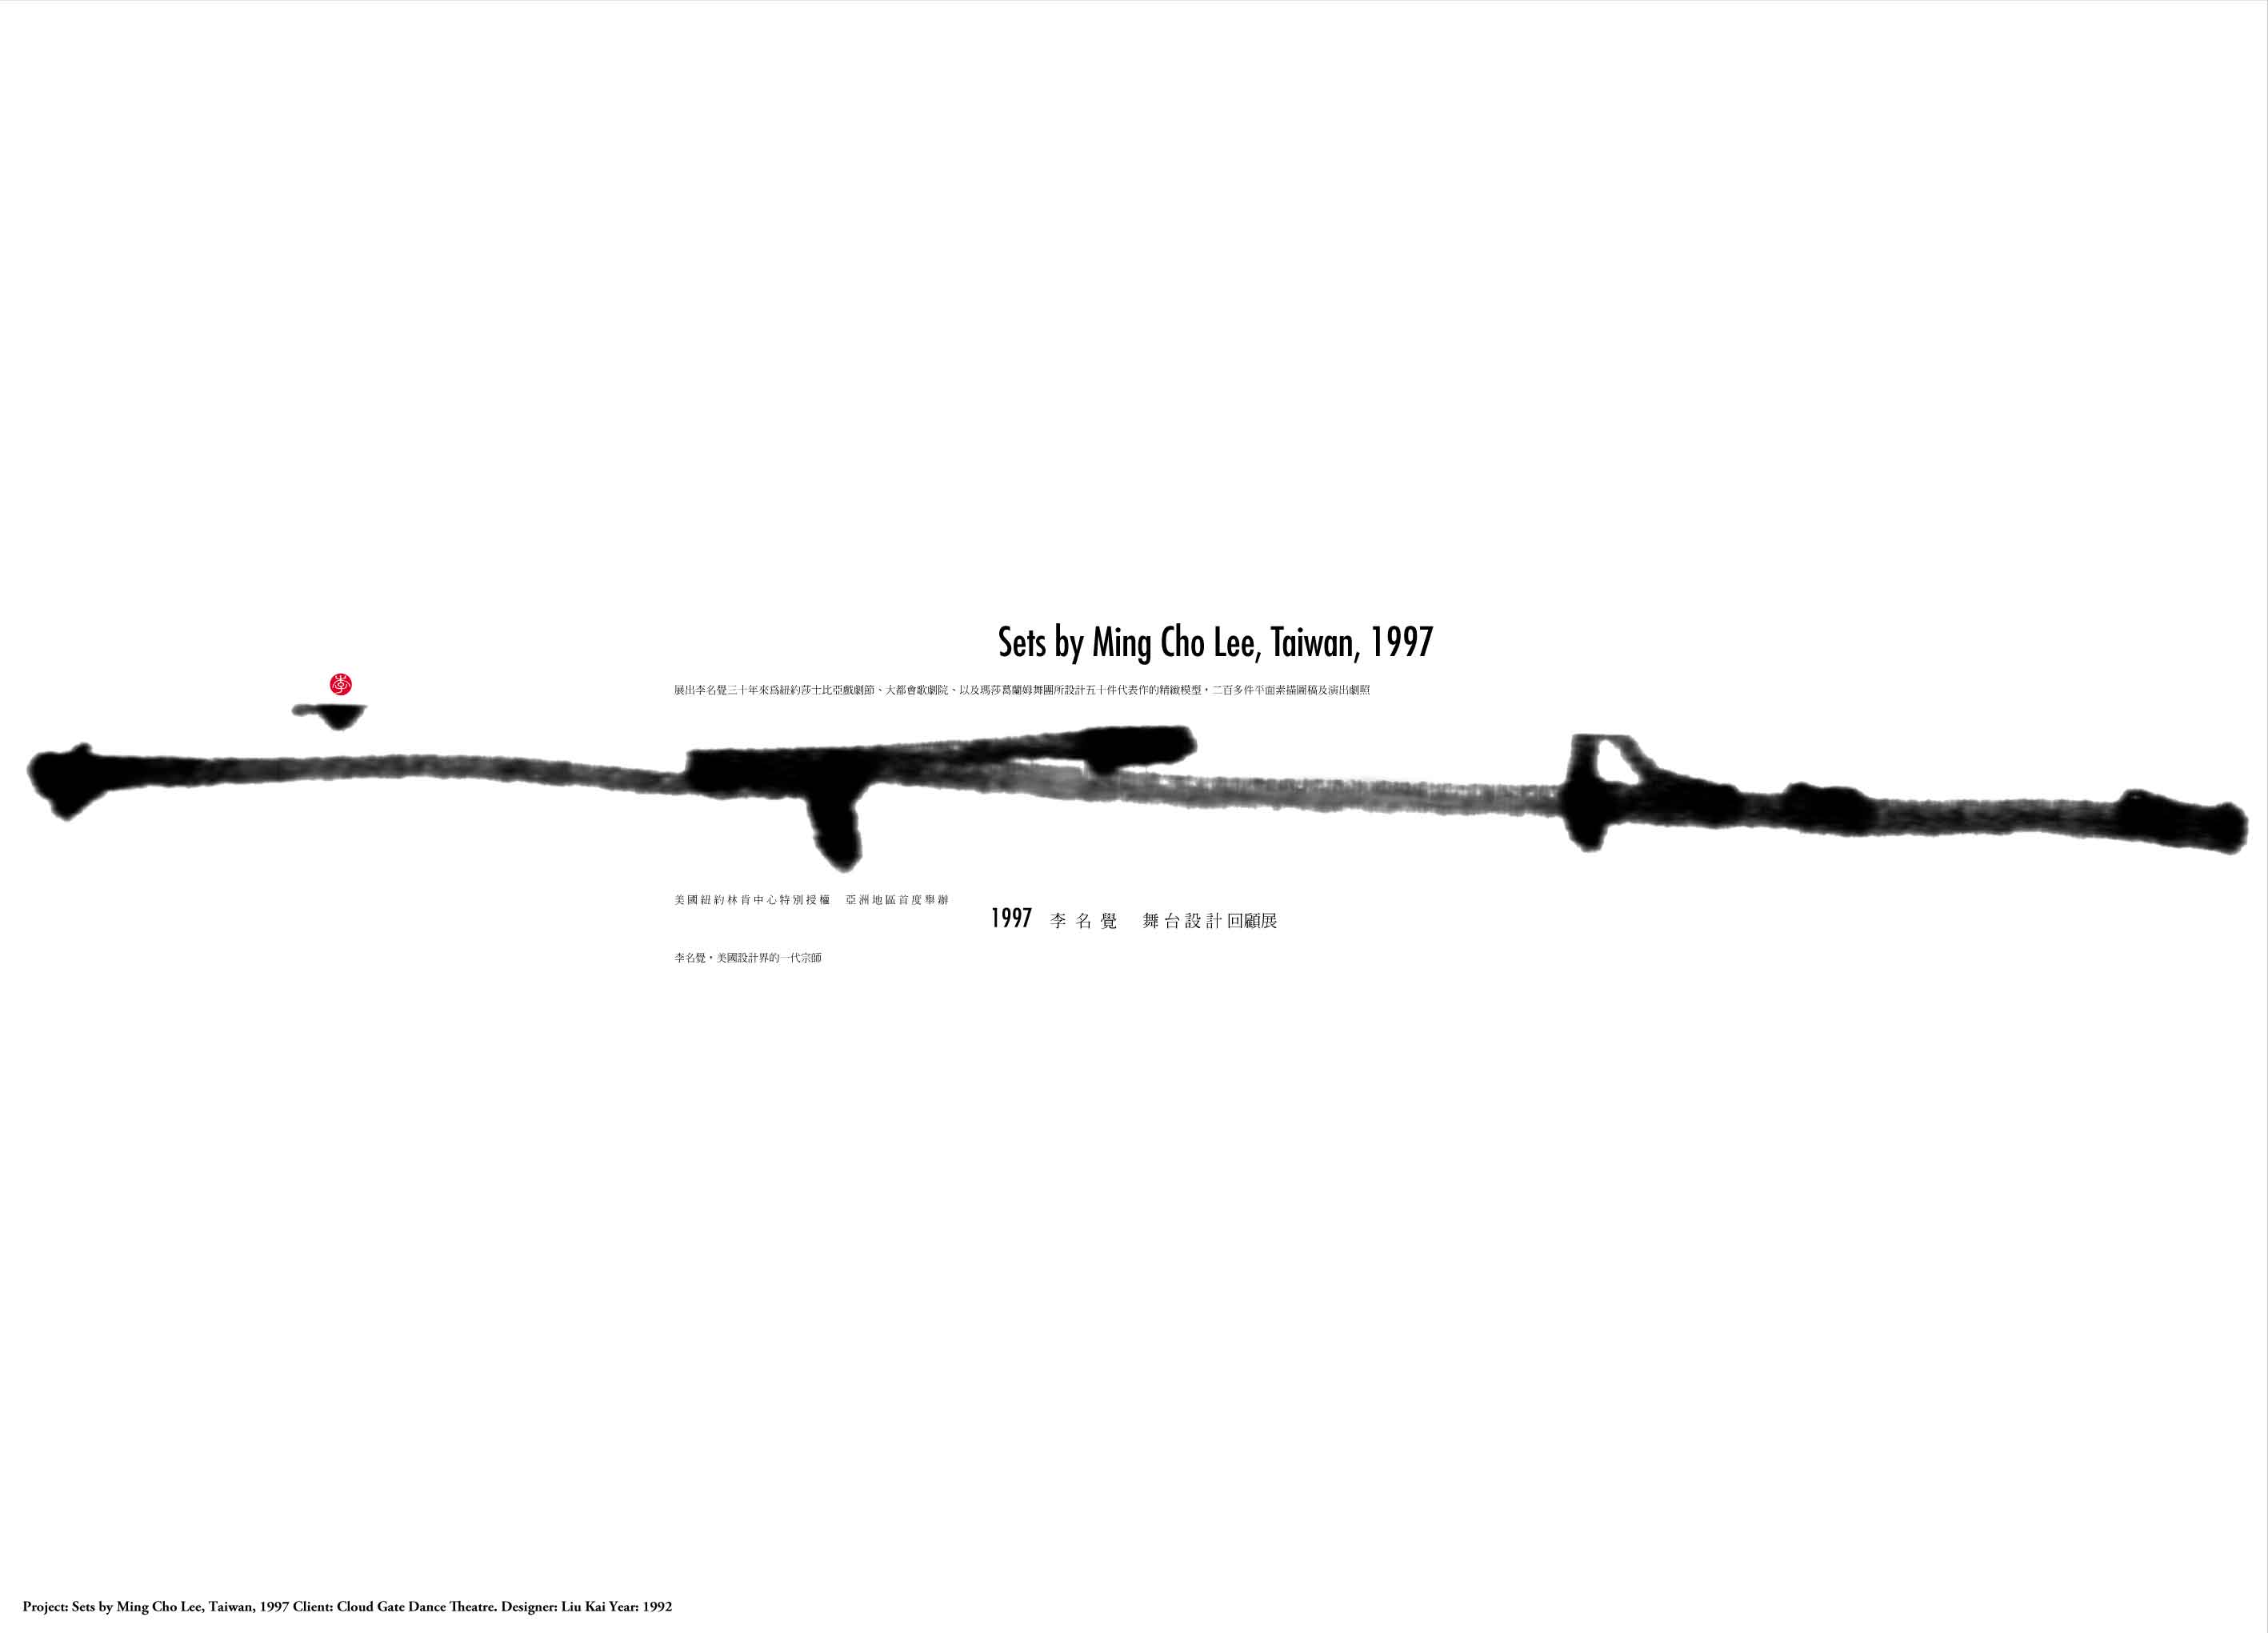 Sets by Ming Cho Lee, Taiwan, 1997
李
展出李名覺三十年來爲紐約莎士比亞戲劇節、大都會歌劇院、以及瑪莎葛蘭姆舞團所設計五十件代表作的精緻模型，二百多件平面素描圖稿及演出劇照
美國紐約林肯中心特別授權 亞洲地區首度舉辦
1997 李名覺 舞台設計回顧展
李名覺，美國設計界的一代宗師
Project: Sets by Ming Cho Lee, Taiwan, 1997 Client: Cloud Gate Dance Theatre. Designer: Liu Kai Year: 1992